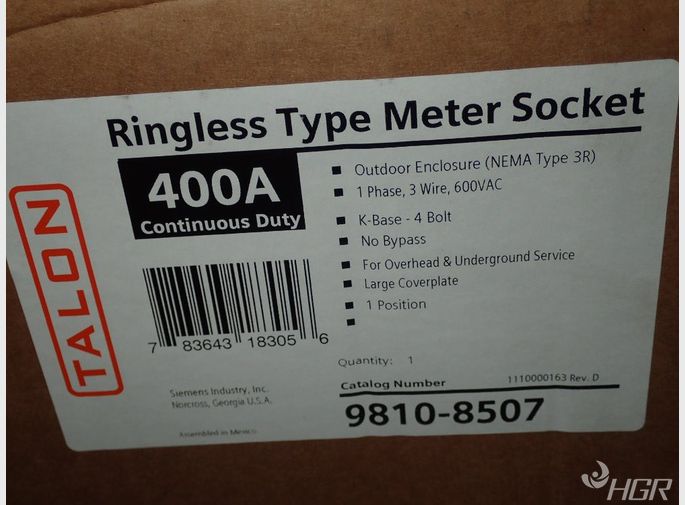 Ringless Type Meter Socket
400A
Continuous Duty
Outdoor Enclosure (NEMA Type 3R)
1 Phase, 3 Wire, 600VAC
K-Base - 4 Bolt
No Bypass
For Overhead & Underground Service
Large Coverplate
1 Position
TALON
7 83643 18305 6
Quantity: 1
Siemens Industry, Inc.
Norcross, Georgia U.S.A.
Catalog Number 1110000163 Rev. D
9810-8507
Assembled in Mexico
HGR